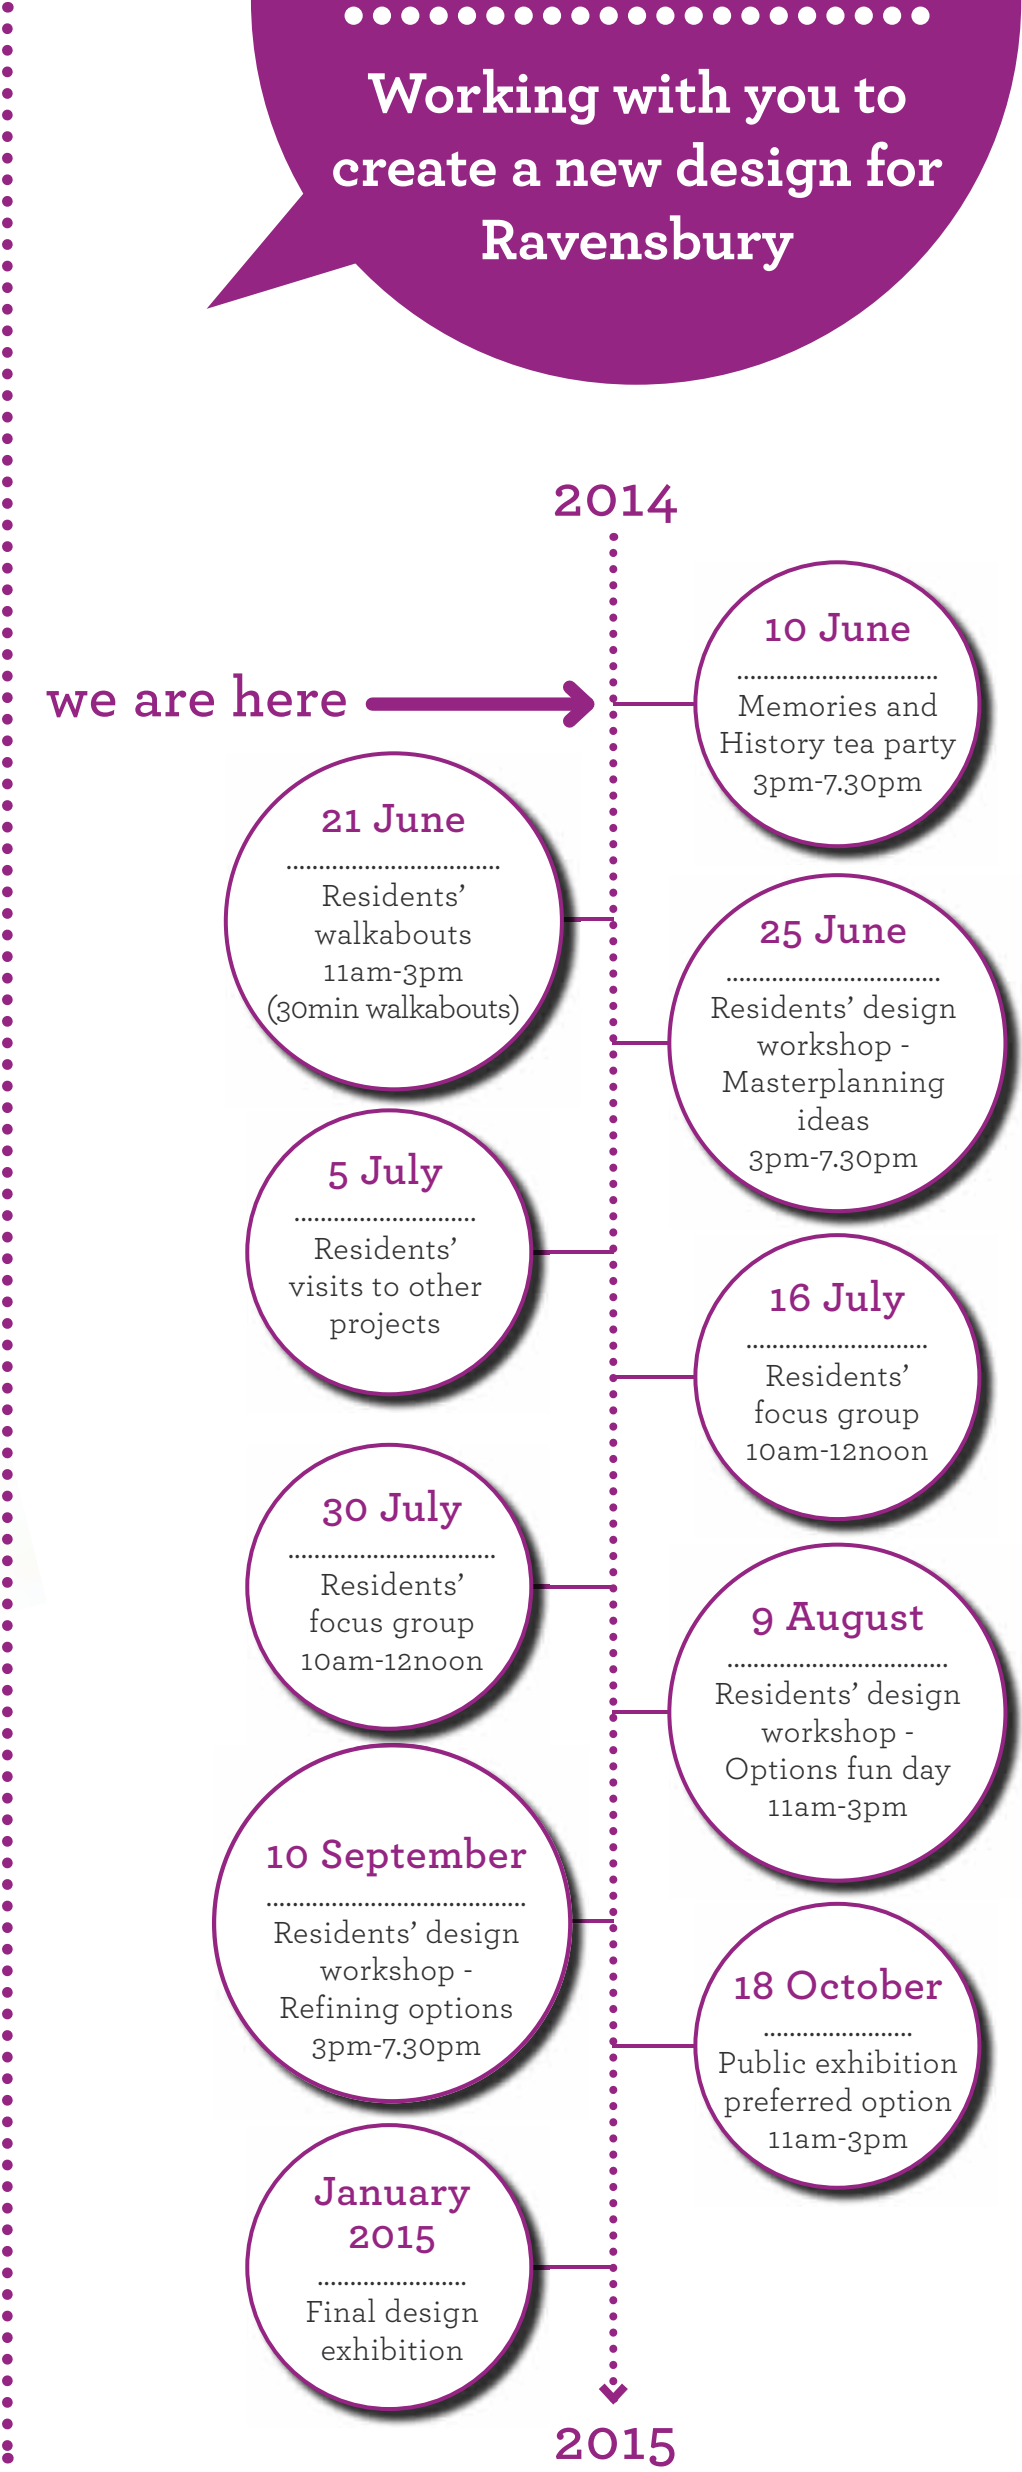 Working with you to
create a new design for
Ravensbury
2014
we are here
10 June
Memories and
History tea party
3pm-7.30pm
21 June
Residents'
walkabouts
11am-3pm
(30min walkabouts)
25 June
Residents' design
workshop -
Masterplanning
ideas
3pm-7.30pm
5 July
Residents'
visits to other
projects
16 July
Residents'
focus group
10am-12noon
30 July
Residents'
focus group
10am-12noon
9 August
Residents' design
workshop -
Options fun day
11am-3pm
10 September
Residents' design
workshop -
Refining options
3pm-7.30pm
18 October
Public exhibition
preferred option
11am-3pm
January
2015
Final design
exhibition
2015